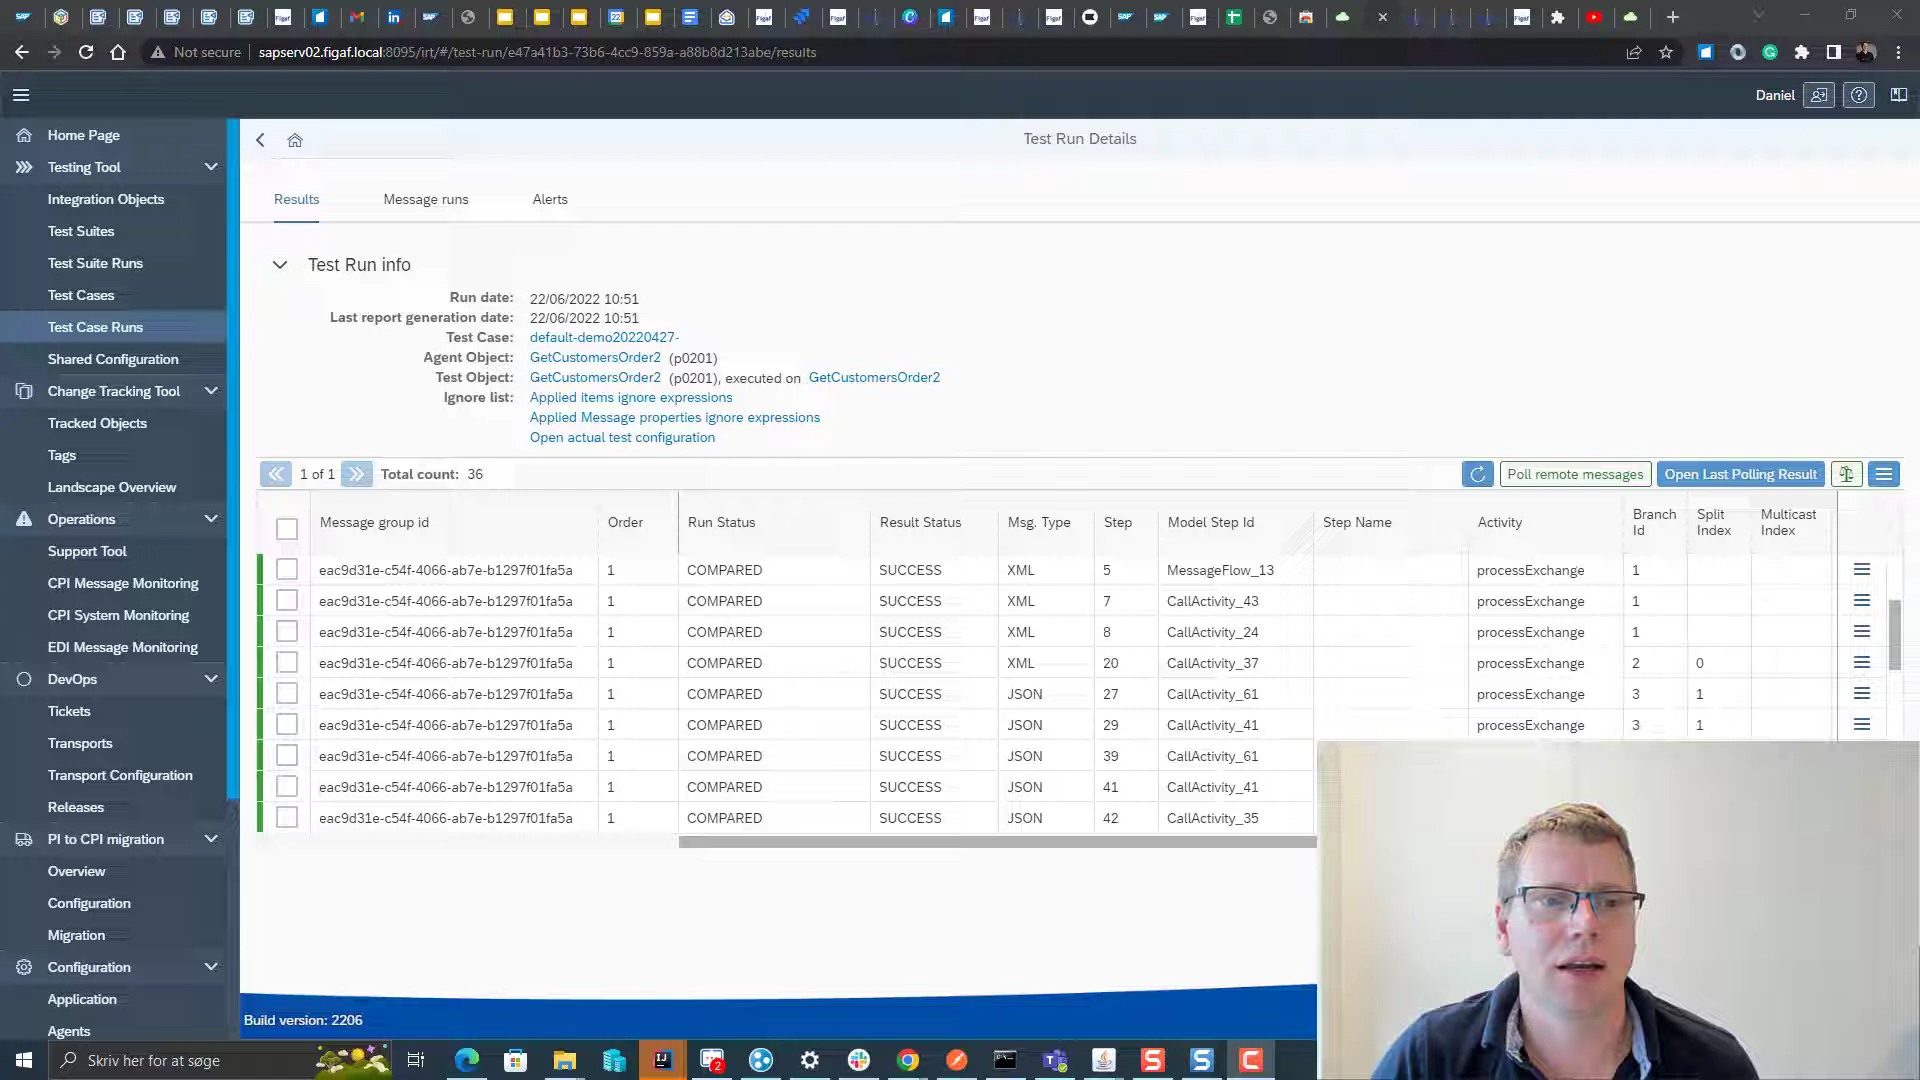 Not secure
sapserv02.figaf.local:8095/irt/#/test-run/e47a41b3-73b6-4cc9-859a-a88b8d213abe/results
Daniel
Home Page
Testing Tool
Integration Objects
Test Suites
Test Suite Runs
Test Cases
Test Case Runs
Shared Configuration
Change Tracking Tool
Tracked Objects
Tags
Landscape Overview
Operations
Support Tool
CPI Message Monitoring
CPI System Monitoring
EDI Message Monitoring
DevOps
Tickets
Transports
Transport Configuration
Releases
PI to CPI migration
Overview
Configuration
Migration
Configuration
Application
Agents
Test Run Details
Results Message runs Alerts
Test Run info
Run date: 22/06/2022 10:51
Last report generation date: 22/06/2022 10:51
Test Case: default-demo20220427-
Agent Object: GetCustomersOrder2 (p0201)
Test Object: GetCustomersOrder2 (p0201), executed on GetCustomersOrder2
Ignore list: Applied items ignore expressions
Applied Message properties ignore expressions
Open actual test configuration
1 of 1 Total count: 36 Poll remote messages Open Last Polling Result
Message group id Order Run Status Result Status Msg. Type Step Model Step Id Step Name Activity Branch Id Split Index Multicast Index
eac9d31e-c54f-4066-ab7e-b1297f01fa5a 1 COMPARED SUCCESS XML 5 MessageFlow_13 processExchange 1
eac9d31e-c54f-4066-ab7e-b1297f01fa5a 1 COMPARED SUCCESS XML 7 CallActivity_43 processExchange 1
eac9d31e-c54f-4066-ab7e-b1297f01fa5a 1 COMPARED SUCCESS XML 8 CallActivity_24 processExchange 1
eac9d31e-c54f-4066-ab7e-b1297f01fa5a 1 COMPARED SUCCESS XML 20 CallActivity_37 processExchange 2 0
eac9d31e-c54f-4066-ab7e-b1297f01fa5a 1 COMPARED SUCCESS JSON 27 CallActivity_61 processExchange 3 1
eac9d31e-c54f-4066-ab7e-b1297f01fa5a 1 COMPARED SUCCESS JSON 29 CallActivity_41 processExchange 3 1
eac9d31e-c54f-4066-ab7e-b1297f01fa5a 1 COMPARED SUCCESS JSON 39 CallActivity_61
eac9d31e-c54f-4066-ab7e-b1297f01fa5a 1 COMPARED SUCCESS JSON 41 CallActivity_41
eac9d31e-c54f-4066-ab7e-b1297f01fa5a 1 COMPARED SUCCESS JSON 42 CallActivity_35
Build version: 2206
Skriv her for at søge